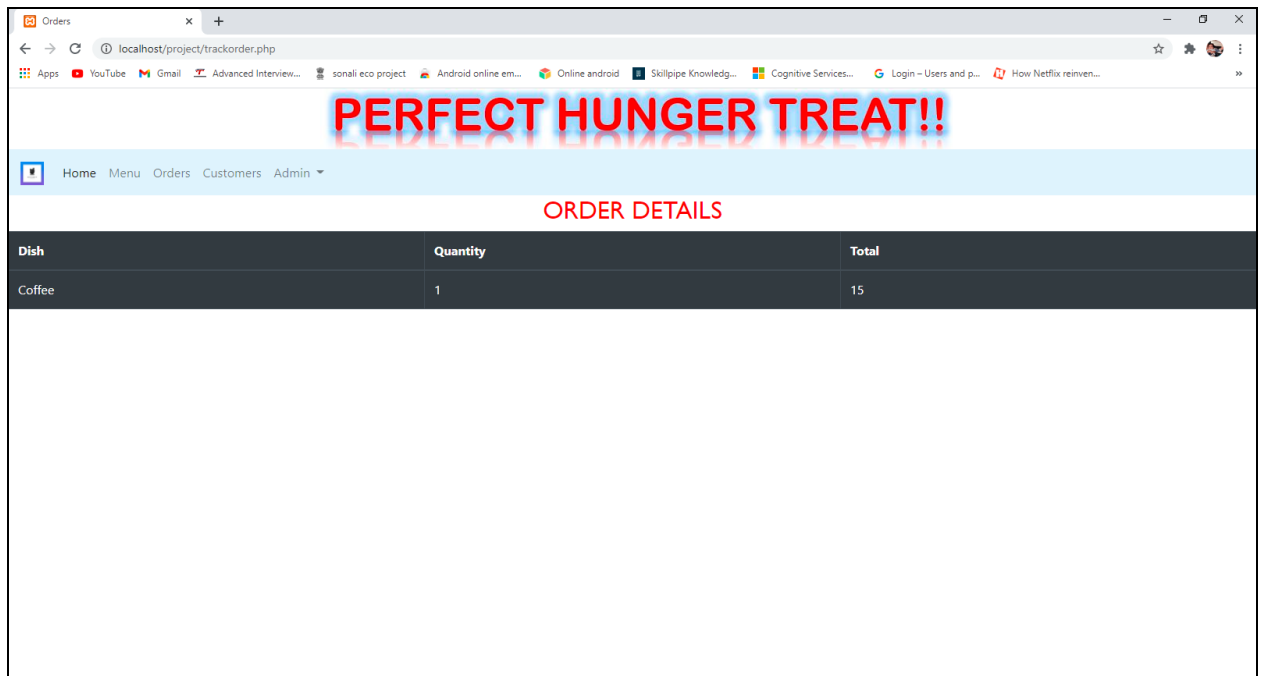 Orders
localhost/project/trackorder.php
Apps YouTube Gmail Advanced Interview... sonali eco project Android online em... Online android Skillpipe Knowledg... Cognitive Services... Login – Users and p... How Netflix reinven...
PERFECT HUNGER TREAT!!
Home Menu Orders Customers Admin
ORDER DETAILS
Dish Quantity Total
Coffee 1 15